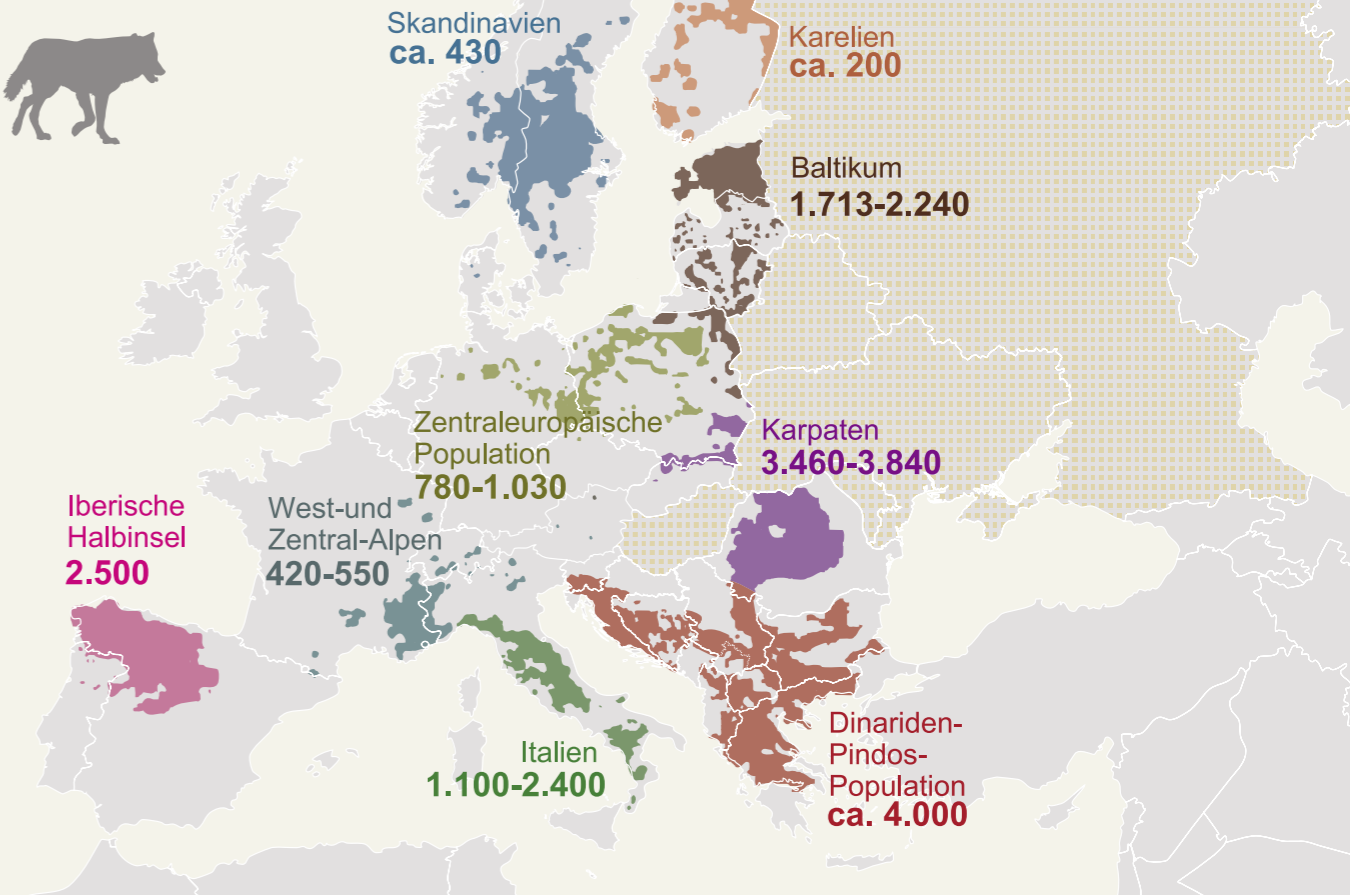 Skandinavien
ca. 430
Karelien
ca. 200
Baltikum
1.713-2.240
Zentraleuropäische
Population
780-1.030
Karpaten
3.460-3.840
Iberische
Halbinsel
2.500
West-und
Zentral-Alpen
420-550
Italien
1.100-2.400
Dinariden-
Pindos-
Population
ca. 4.000